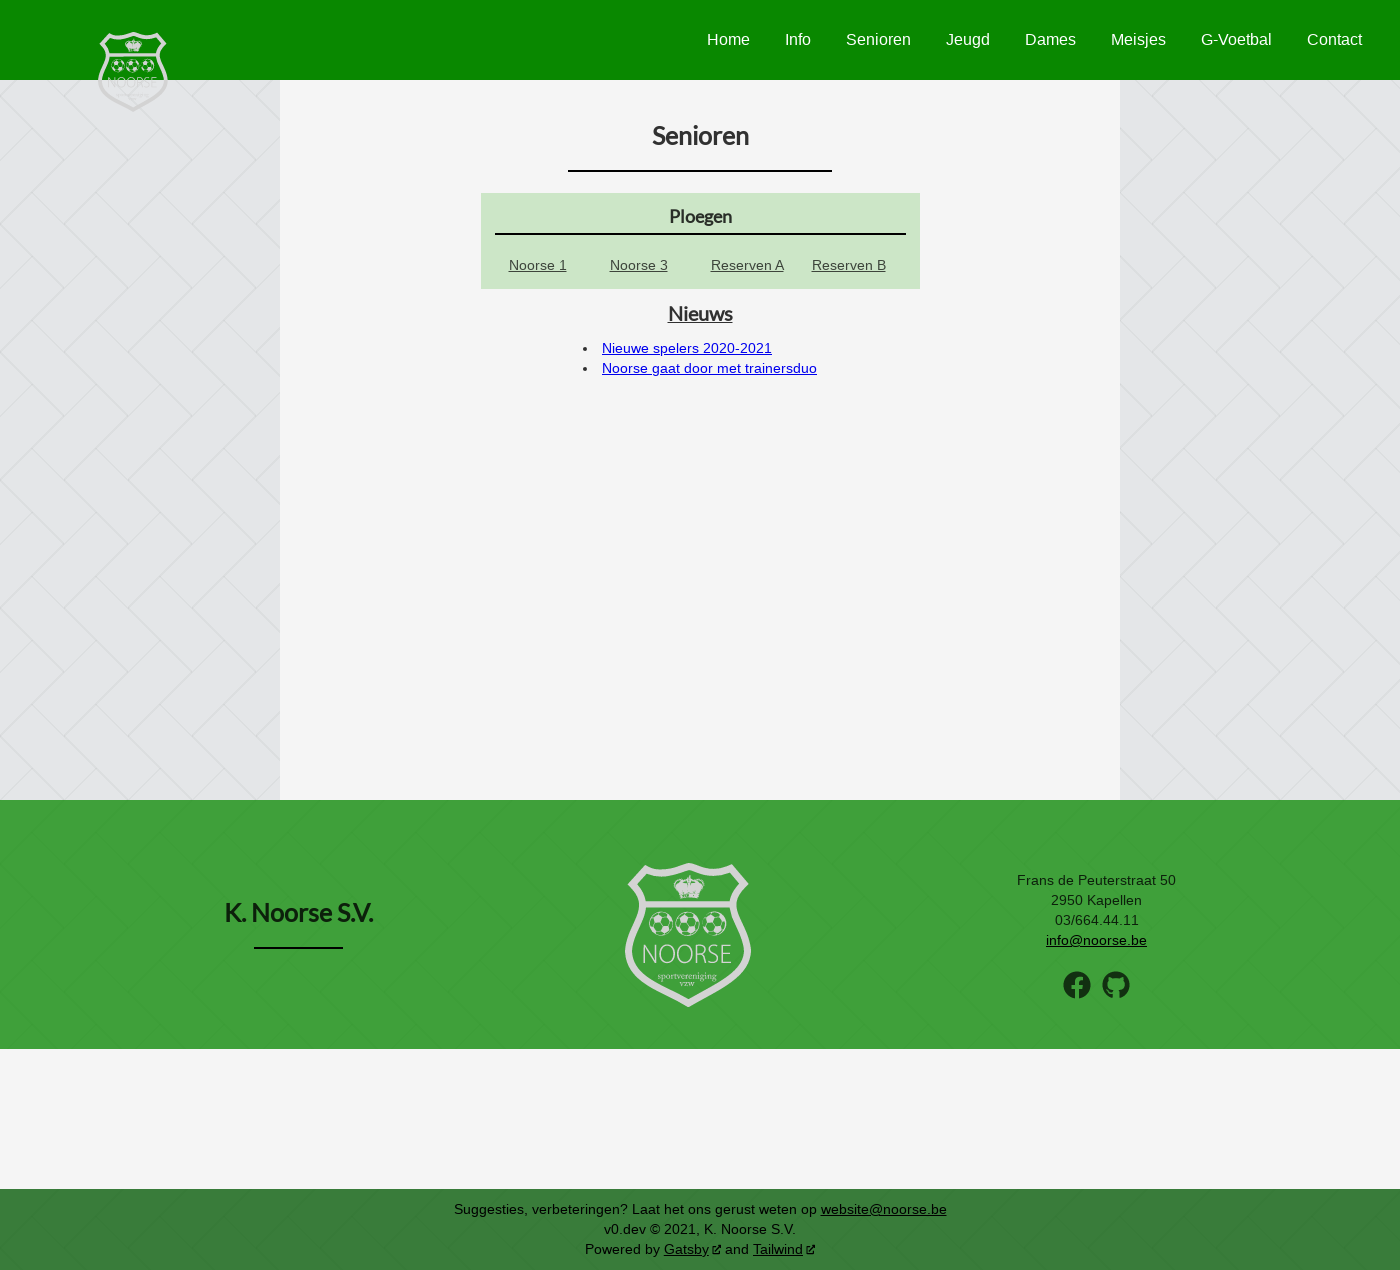 Home Info Senioren Jeugd Dames Meisjes G-Voetbal Contact
NOORSE
Senioren
Ploegen
Noorse 1 Noorse 3 Reserven A Reserven B
Nieuws
Nieuwe spelers 2020-2021
Noorse gaat door met trainersduo
K. Noorse S.V.
NOORSE
sportvereniging
vzw
Frans de Peuterstraat 50
2950 Kapellen
03/664.44.11
info@noorse.be
Suggesties, verbeteringen? Laat het ons gerust weten op website@noorse.be
v0.dev © 2021, K. Noorse S.V.
Powered by Gatsby and Tailwind